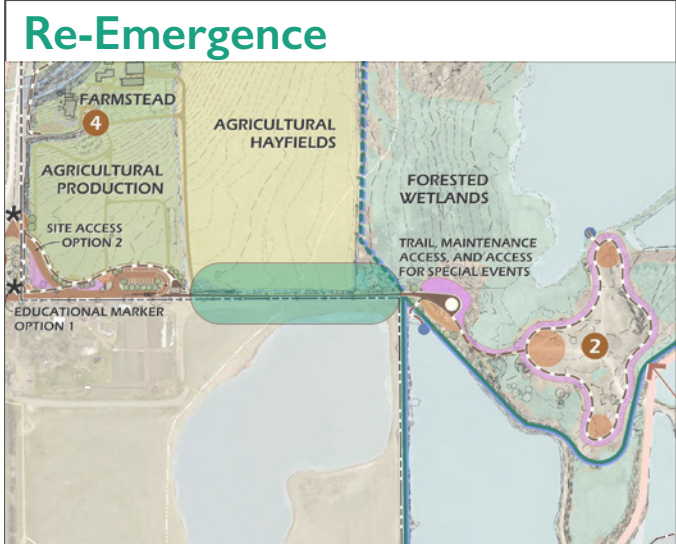 Re-Emergence
FARMSTEAD
4
AGRICULTURAL
HAYFIELDS
AGRICULTURAL
PRODUCTION
FORESTED
WETLANDS
SITE ACCESS
OPTION 2
TRAIL, MAINTENANCE
ACCESS, AND ACCESS
FOR SPECIAL EVENTS
EDUCATIONAL MARKER
OPTION 1
2